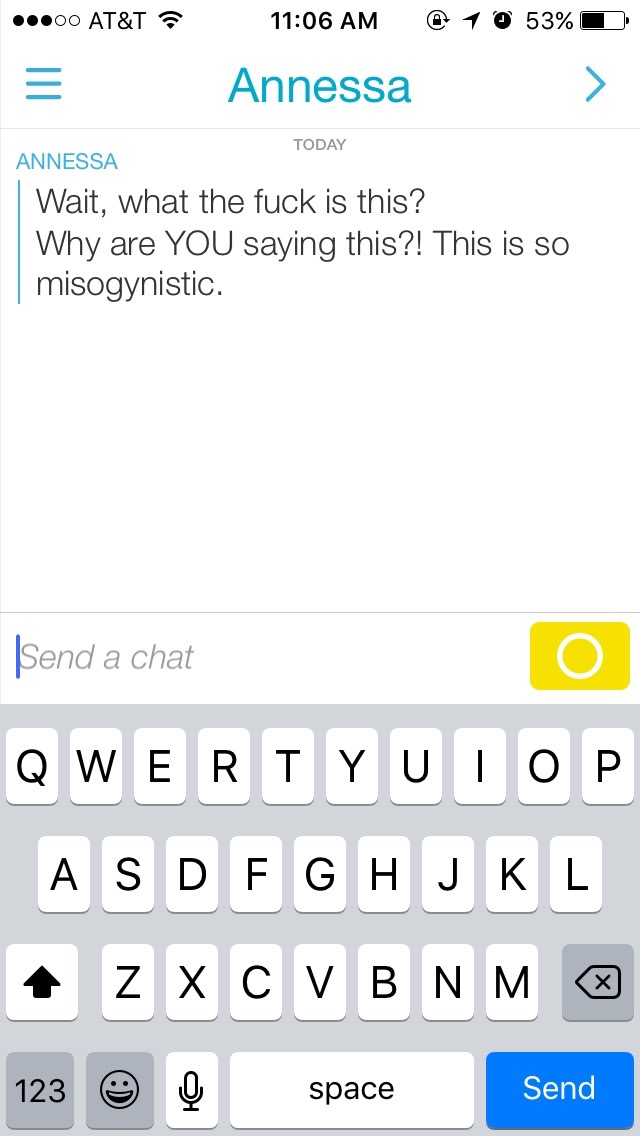 AT&T 11:06 AM 53%
Annessa
TODAY
ANNESSA
Wait, what the fuck is this?
Why are YOU saying this?! This is so
misogynistic.
Send a chat
Q W E R T Y U I O P
A S D F G H J K L
Z X C V B N M
123 space Send